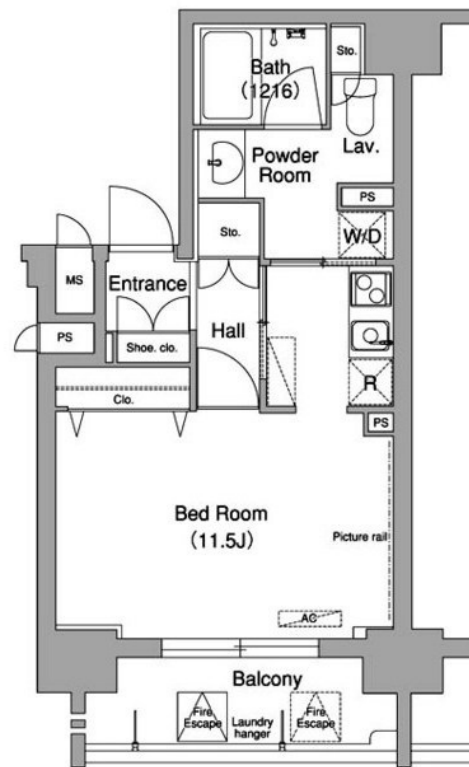 Sto.
Bath
(1216)
Lav.
Powder
Room
PS
Sto.
W/D
MS
Entrance
PS
Shoe. clo.
Hall
Clo.
R
PS
Bed Room
(11.5J)
Picture rail
AC
Balcony
Fire
Escape
Laundry
hanger
Fire
Escape